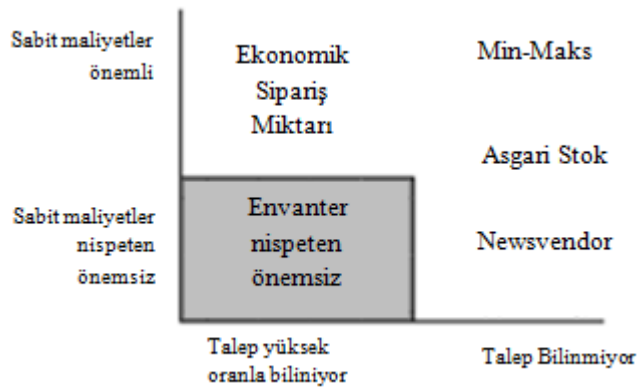 Sabit maliyetler
önemli
Ekonomik
Sipariş
Miktarı
Min-Maks
Asgari Stok
Sabit maliyetler
nispeten
önemsiz
Envanter
nispeten
önemsiz
Newsvendor
Talep yüksek
oranla biliniyor
Talep Bilinmiyor